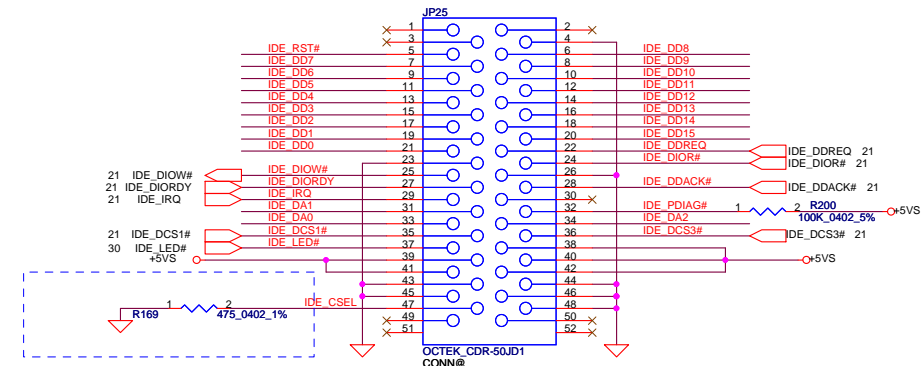 JP25
1 2
3 4
IDE_RST# 5 6 IDE_DD8
IDE_DD7 7 8 IDE_DD9
IDE_DD6 9 10 IDE_DD10
IDE_DD5 11 12 IDE_DD11
IDE_DD4 13 14 IDE_DD12
IDE_DD3 15 16 IDE_DD13
IDE_DD2 17 18 IDE_DD14
IDE_DD1 19 20 IDE_DD15
IDE_DD0 21 22 IDE_DDREQ IDE_DDREQ 21
23 24 IDE_DIOR# IDE_DIOR# 21
21 IDE_DIOW# IDE_DIOW# 25 26
21 IDE_DIORDY IDE_DIORDY 27 28 IDE_DDACK# IDE_DDACK# 21
21 IDE_IRQ IDE_IRQ 29 30
IDE_DA1 31 32 IDE_PDIAG# 1 2 R200 +5VS
100K_0402_5%
IDE_DA0 33 34 IDE_DA2
21 IDE_DCS1# IDE_DCS1# 35 36 IDE_DCS3# IDE_DCS3# 21
30 IDE_LED# IDE_LED# 37 38
+5VS 39 40 +5VS
41 42
43 44
45 46
R169 1 2 475_0402_1% IDE_CSEL 47 48
49 50
51 52
OCTEK_CDR-50JD1
CONN@